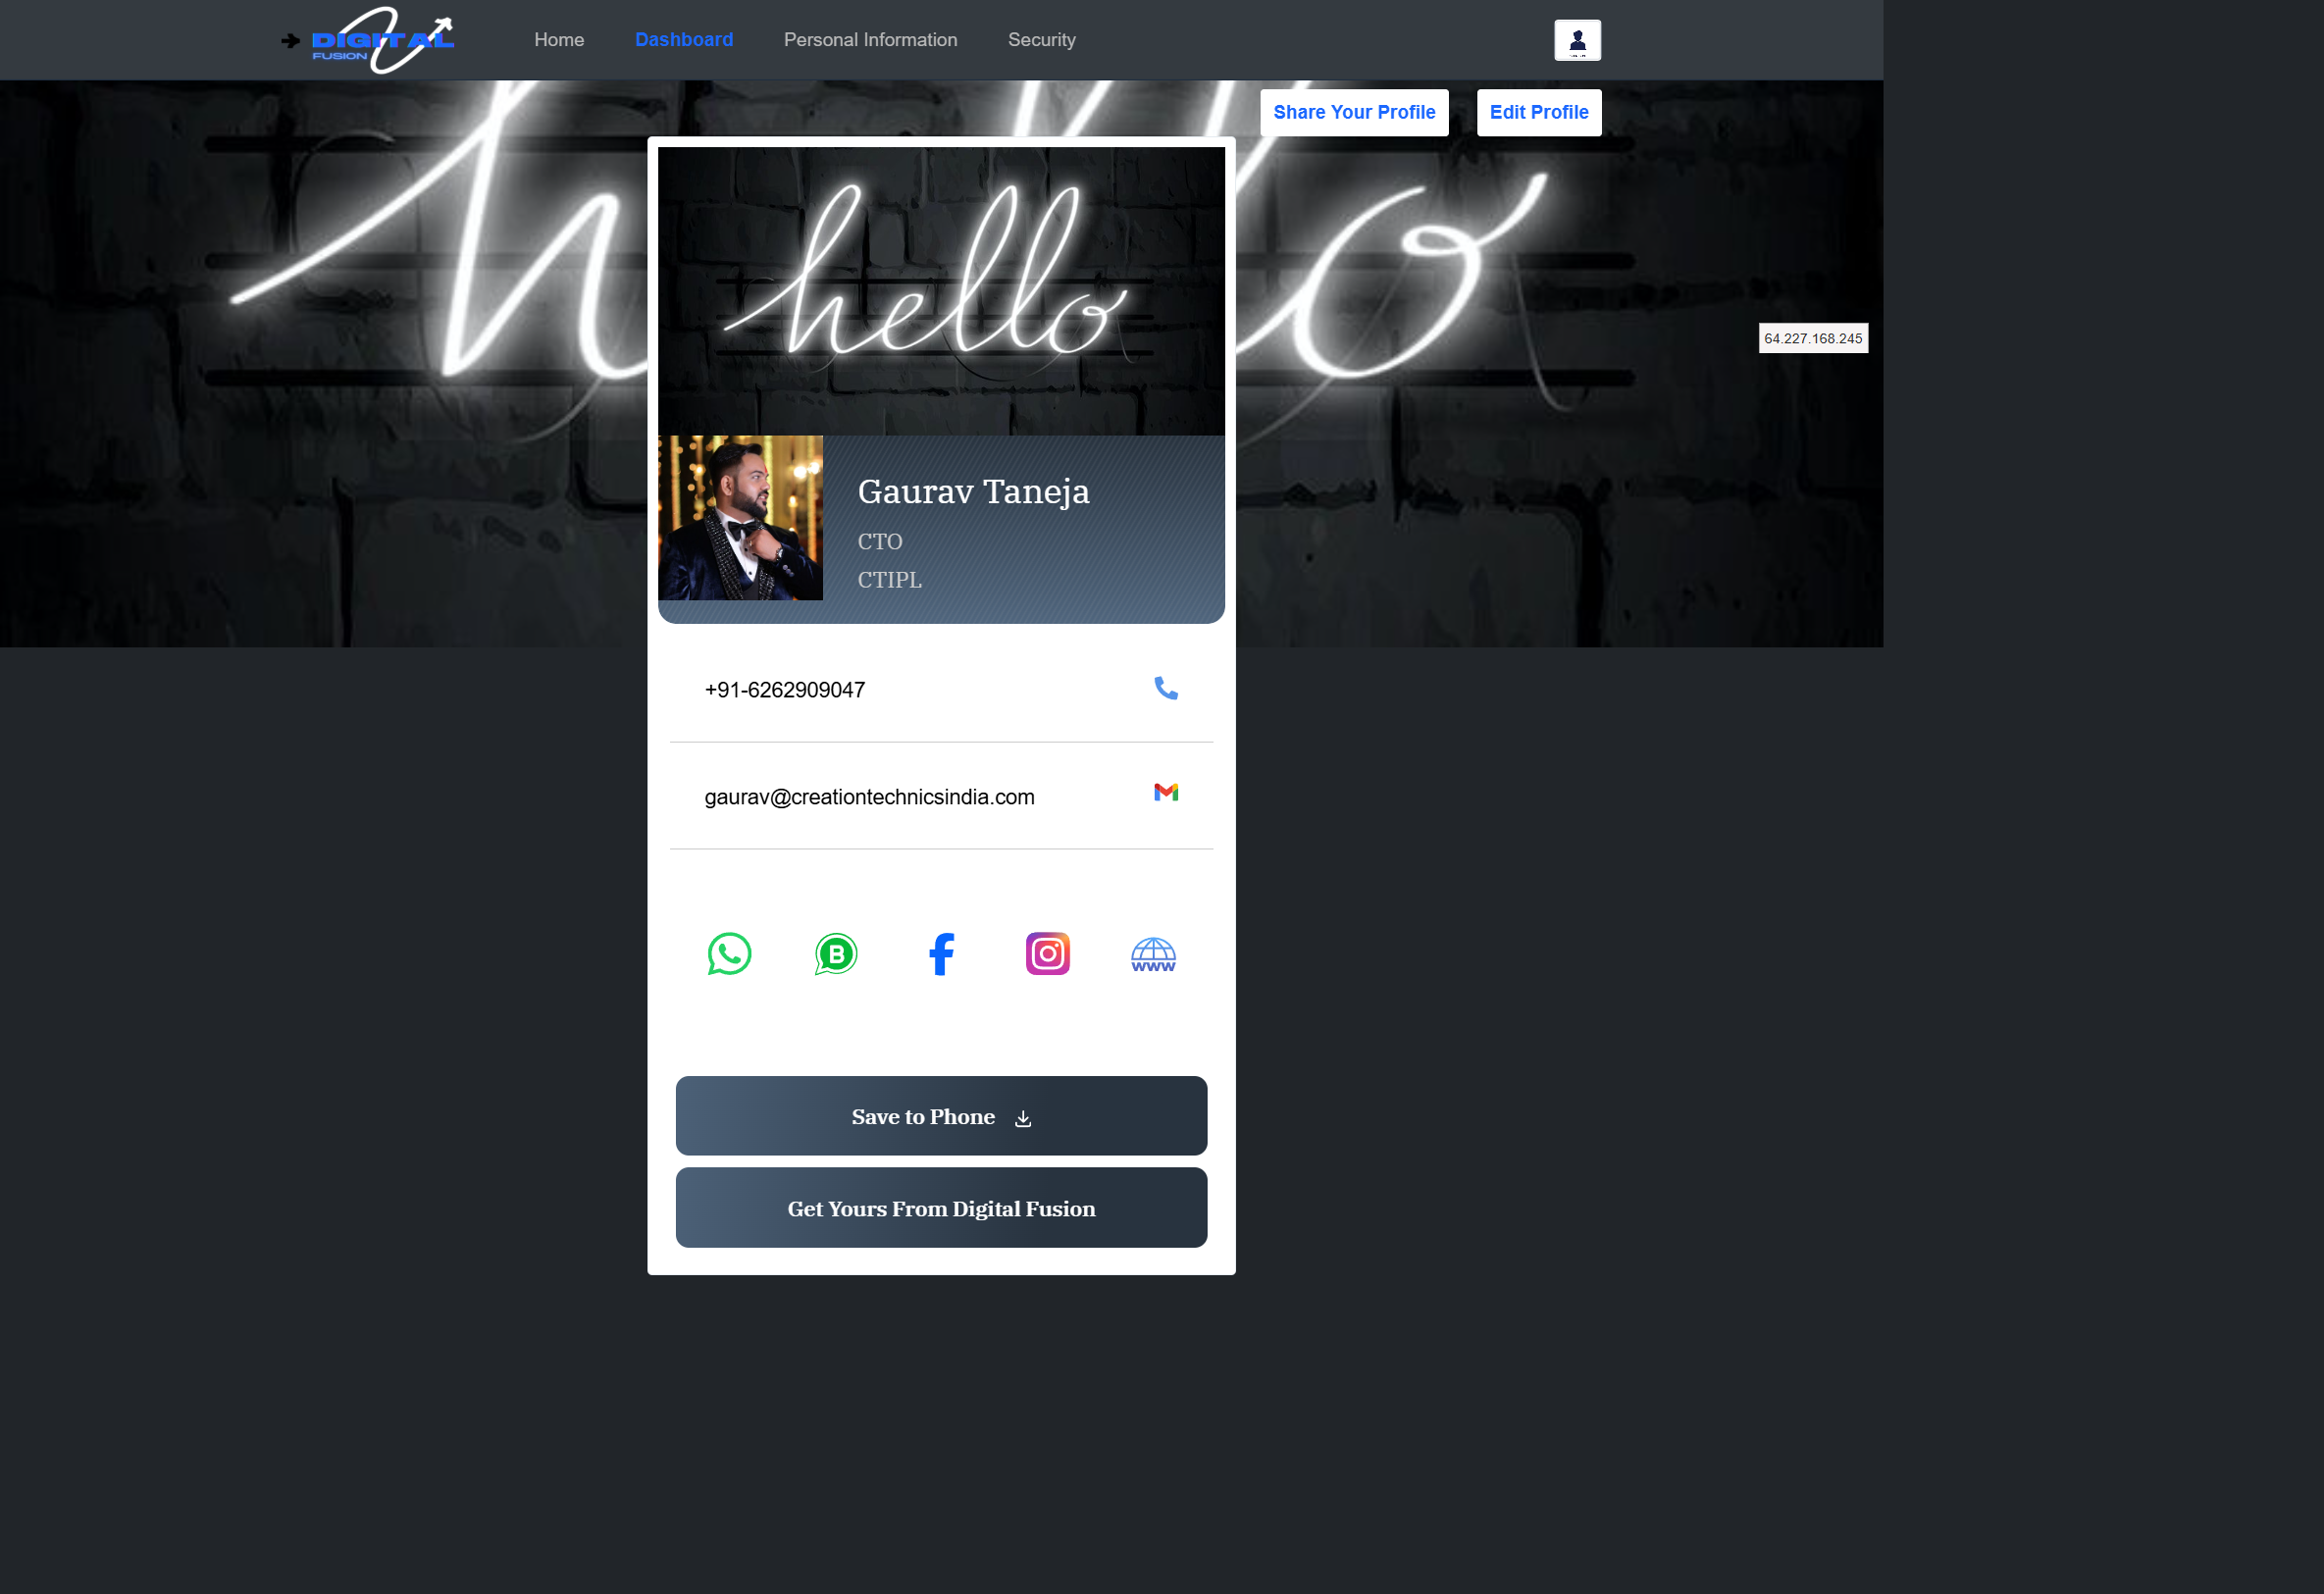 DIGITAL
FUSION
Home
Dashboard
Personal Information
Security
Share Your Profile
Edit Profile
hello
hello
64.227.168.245
Gaurav Taneja
CTO
CTIPL
+91-6262909047
gaurav@creationtechnicsindia.com
B
www
Save to Phone
Get Yours From Digital Fusion